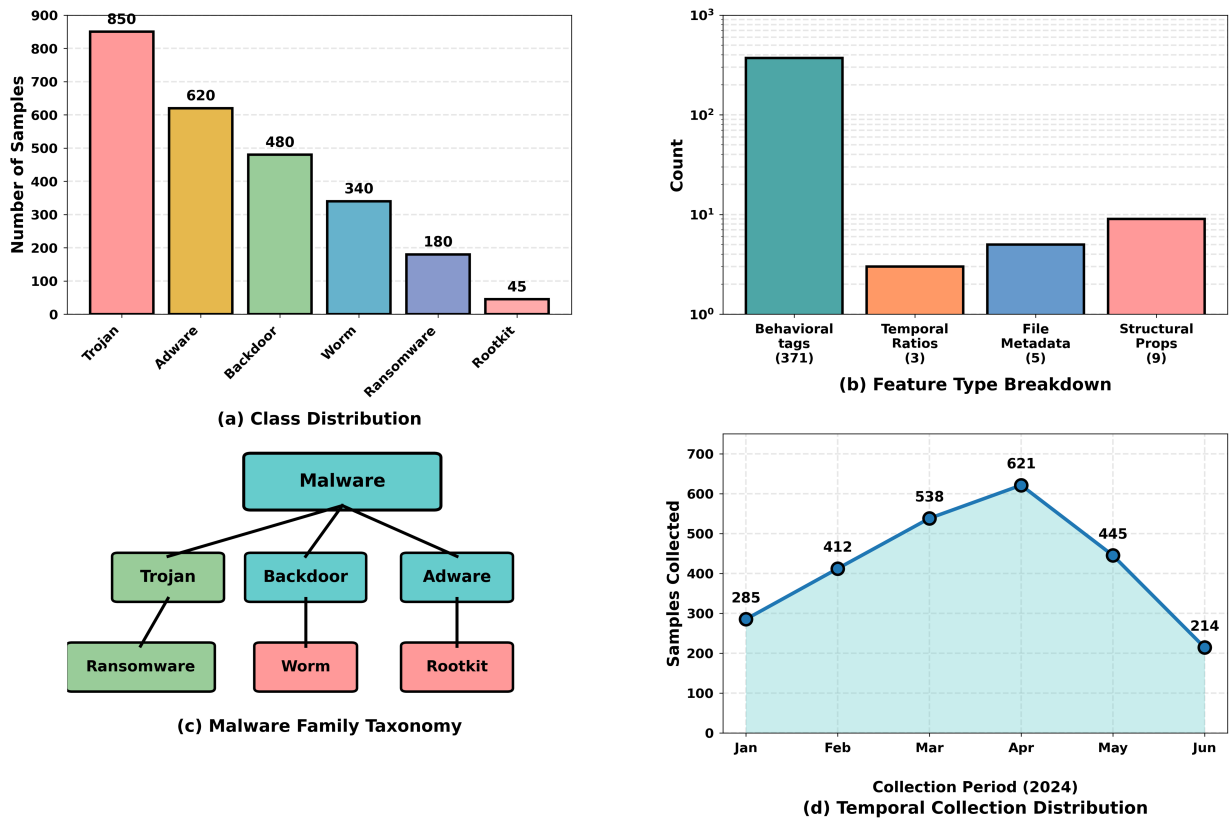 900
800
700
600
500
400
300
200
100
0
Number of Samples
850
620
480
340
180
45
Trojan
Adware
Backdoor
Worm
Ransomware
Rootkit
(a) Class Distribution
10³
10²
10¹
10⁰
Count
Behavioral
tags
(371)
Temporal
Ratios
(3)
File
Metadata
(5)
Structural
Props
(9)
(b) Feature Type Breakdown
Malware
Trojan
Backdoor
Adware
Ransomware
Worm
Rootkit
(c) Malware Family Taxonomy
700
600
500
400
300
200
100
0
Samples Collected
285
412
538
621
445
214
Jan
Feb
Mar
Apr
May
Jun
Collection Period (2024)
(d) Temporal Collection Distribution